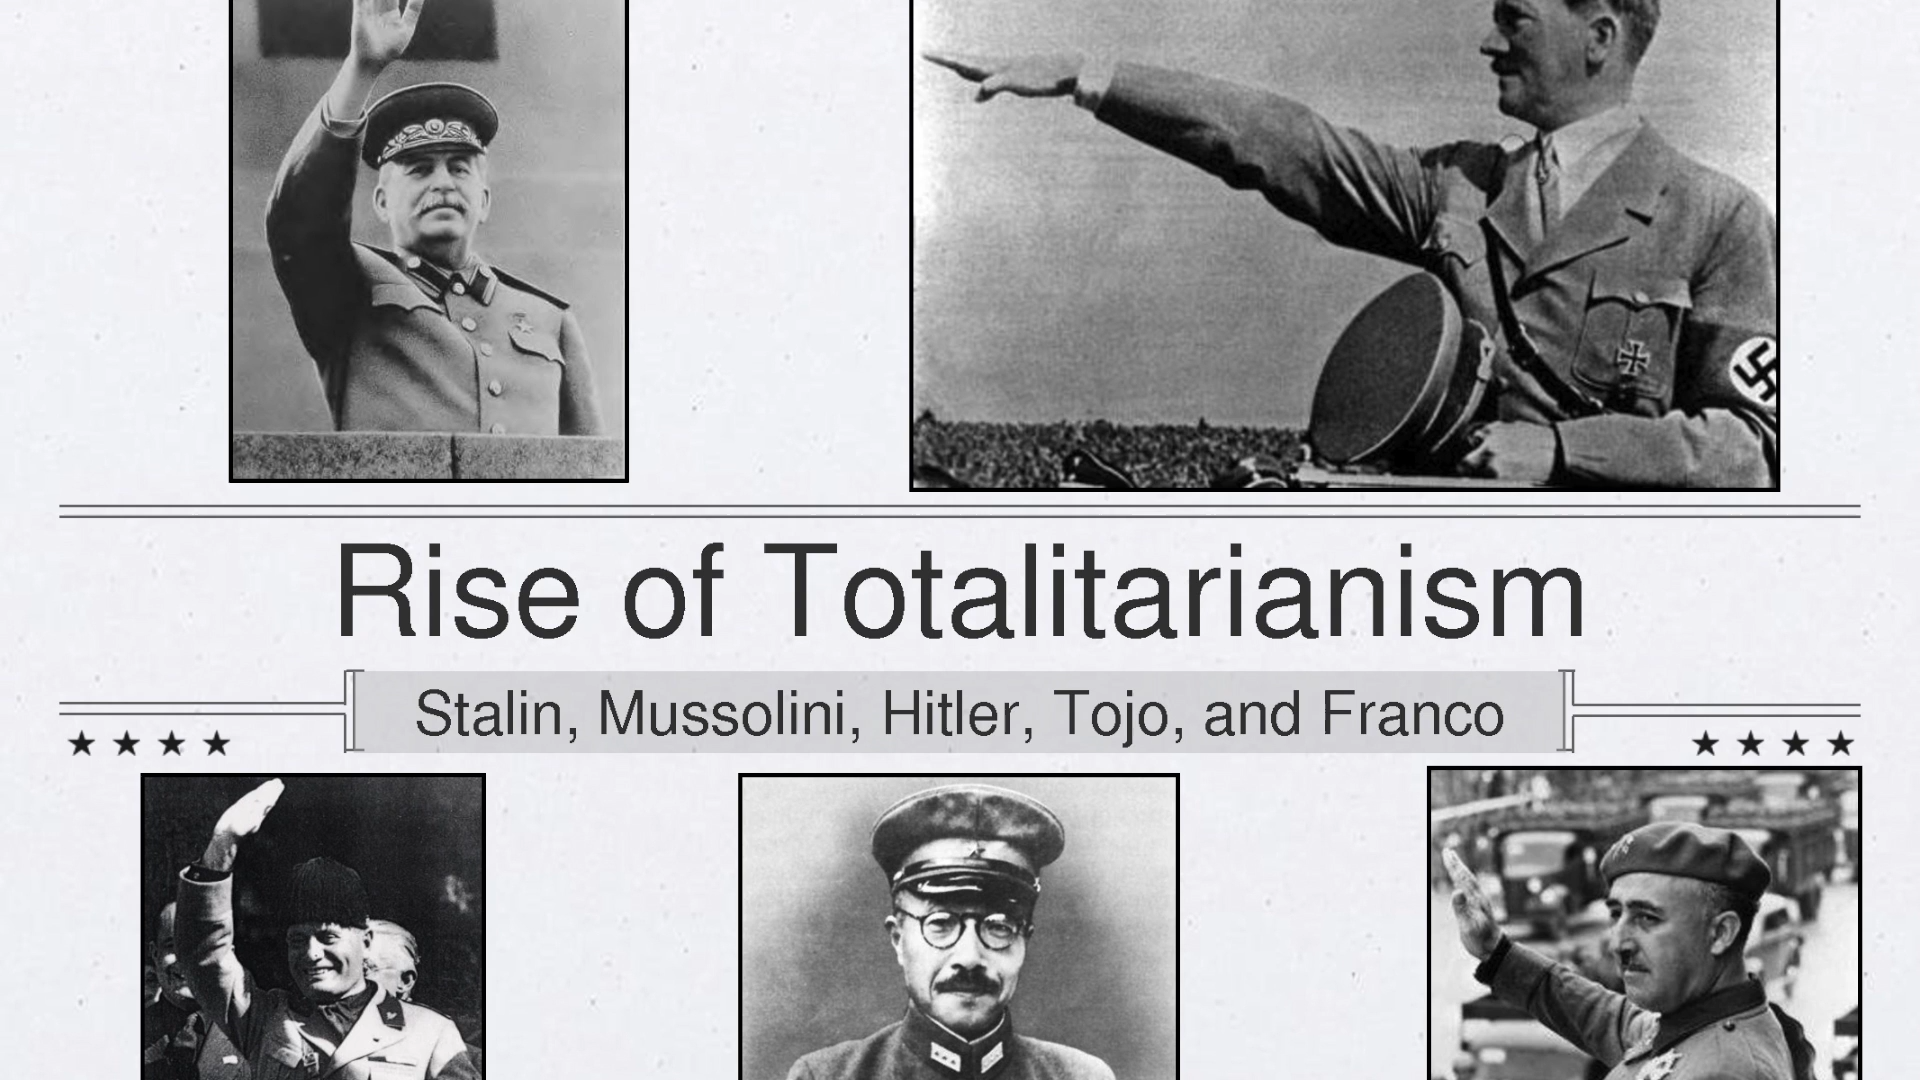 Rise of Totalitarianism
Stalin, Mussolini, Hitler, Tojo, and Franco